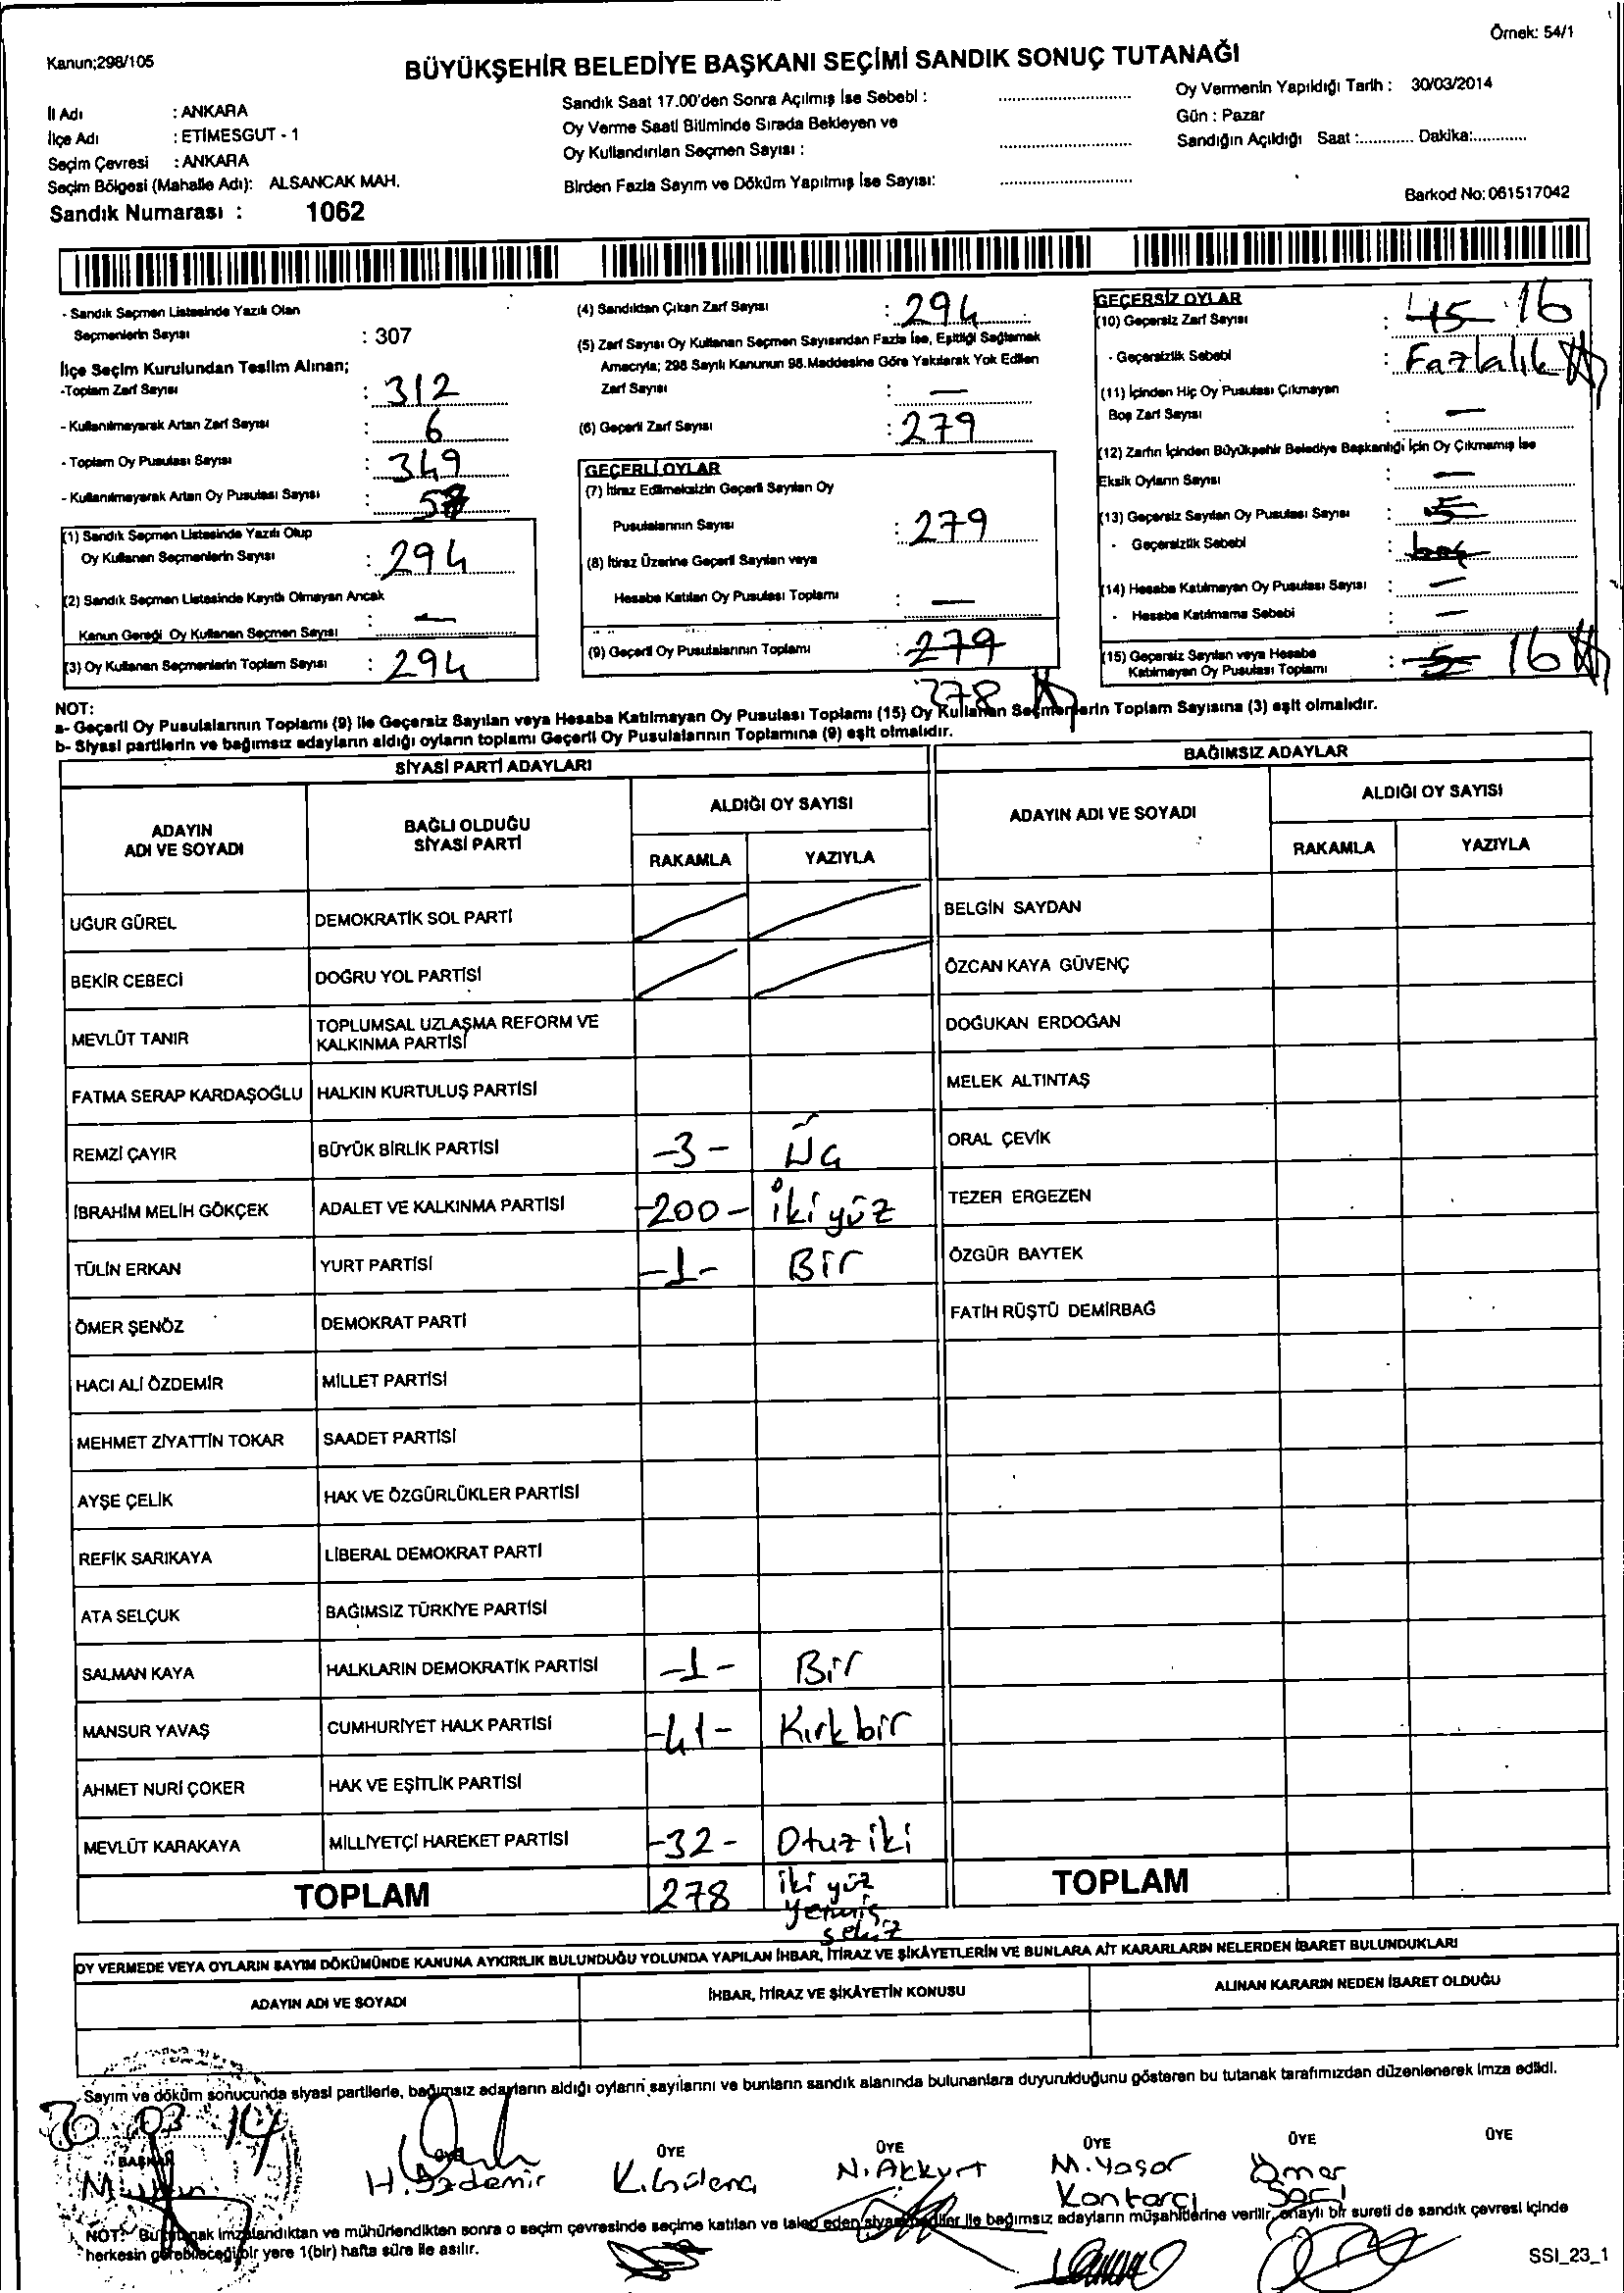 Örnek: 54/1
Kanun;298/105
BÜYÜKŞEHİR BELEDİYE BAŞKANI SEÇİMİ SANDIK SONUÇ TUTANAĞI
İl Adı : ANKARA
İlçe Adı : ETİMESGUT - 1
Seçim Çevresi : ANKARA
Seçim Bölgesi (Mahalle Adı): ALSANCAK MAH.
Sandık Numarası : 1062
Sandık Saat 17.00'den Sonra Açılmış İse Sebebi :
Oy Verme Saati Bitiminde Sırada Bekleyen ve
Oy Kullandırılan Seçmen Sayısı :
Birden Fazla Sayım ve Döküm Yapılmış İse Sayısı:
Oy Vermenin Yapıldığı Tarih : 30/03/2014
Gün : Pazar
Sandığın Açıldığı Saat :............ Dakika:............
Barkod No: 061517042
- Sandık Seçmen Listesinde Yazılı Olan
Seçmenlerin Sayısı : 307
İlçe Seçim Kurulundan Teslim Alınan;
-Toplam Zarf Sayısı : 312
- Kullanılmayarak Artan Zarf Sayısı : 6
- Toplam Oy Pusulası Sayısı : 349
- Kullanılmayarak Artan Oy Pusulası Sayısı :
(1) Sandık Seçmen Listesinde Yazılı Olup
Oy Kullanan Seçmenlerin Sayısı : 294
(2) Sandık Seçmen Listesinde Kayıtlı Olmayan Ancak
Kanun Gereği Oy Kullanan Seçmen Sayısı : —
(3) Oy Kullanan Seçmenlerin Toplam Sayısı : 294
(4) Sandıktan Çıkan Zarf Sayısı : 294
(5) Zarf Sayısı Oy Kullanan Seçmen Sayısından Fazla İse, Eşitliği Sağlamak
Amacıyla; 298 Sayılı Kanunun 98.Maddesine Göre Yakılarak Yok Edilen
Zarf Sayısı : —
(6) Geçerli Zarf Sayısı : 279
GEÇERLİ OYLAR
(7) İtiraz Edilmeksizin Geçerli Sayılan Oy
Pusulalarının Sayısı : 279
(8) İtiraz Üzerine Geçerli Sayılan veya
Hesaba Katılan Oy Pusulası Toplamı : —
(9) Geçerli Oy Pusulalarının Toplamı : 279
278
GEÇERSİZ OYLAR
(10) Geçersiz Zarf Sayısı : 15 16
- Geçersizlik Sebebi : Fazlalık
(11) İçinden Hiç Oy Pusulası Çıkmayan
Boş Zarf Sayısı : —
(12) Zarfın İçinden Büyükşehir Belediye Başkanlığı İçin Oy Çıkmamış İse
Eksik Oyların Sayısı : —
(13) Geçersiz Sayılan Oy Pusulası Sayısı : 5
- Geçersizlik Sebebi : boş
(14) Hesaba Katılmayan Oy Pusulası Sayısı : —
- Hesaba Katılmama Sebebi : —
(15) Geçersiz Sayılan veya Hesaba
Katılmayan Oy Pusulası Toplamı : 5 16
NOT:
a- Geçerli Oy Pusulalarının Toplamı (9) ile Geçersiz Sayılan veya Hesaba Katılmayan Oy Pusulası Toplamı (15) Oy Kullanan Seçmenlerin Toplam Sayısına (3) eşit olmalıdır.
b- Siyasi partilerin ve bağımsız adayların aldığı oyların toplamı Geçerli Oy Pusulalarının Toplamına (9) eşit olmalıdır.
SİYASİ PARTİ ADAYLARI BAĞIMSIZ ADAYLAR
ADAYIN ADI VE SOYADI BAĞLI OLDUĞU SİYASİ PARTİ ALDIĞI OY SAYISI ADAYIN ADI VE SOYADI ALDIĞI OY SAYISI
RAKAMLA YAZIYLA RAKAMLA YAZIYLA
UĞUR GÜREL DEMOKRATİK SOL PARTİ BELGİN SAYDAN
BEKİR CEBECİ DOĞRU YOL PARTİSİ ÖZCAN KAYA GÜVENÇ
MEVLÜT TANIR TOPLUMSAL UZLAŞMA REFORM VE KALKINMA PARTİSİ DOĞUKAN ERDOĞAN
FATMA SERAP KARDAŞOĞLU HALKIN KURTULUŞ PARTİSİ MELEK ALTINTAŞ
REMZİ ÇAYIR BÜYÜK BİRLİK PARTİSİ -3- Üç ORAL ÇEVİK
İBRAHİM MELİH GÖKÇEK ADALET VE KALKINMA PARTİSİ -200- İkiyüz TEZER ERGEZEN
TÜLİN ERKAN YURT PARTİSİ -1- Bir ÖZGÜR BAYTEK
ÖMER ŞENÖZ DEMOKRAT PARTİ FATİH RÜŞTÜ DEMİRBAĞ
HACI ALİ ÖZDEMİR MİLLET PARTİSİ
MEHMET ZİYATTİN TOKAR SAADET PARTİSİ
AYŞE ÇELİK HAK VE ÖZGÜRLÜKLER PARTİSİ
REFİK SARIKAYA LİBERAL DEMOKRAT PARTİ
ATA SELÇUK BAĞIMSIZ TÜRKİYE PARTİSİ
SALMAN KAYA HALKLARIN DEMOKRATİK PARTİSİ -1- Bir
MANSUR YAVAŞ CUMHURİYET HALK PARTİSİ -41- Kırkbir
AHMET NURİ ÇOKER HAK VE EŞİTLİK PARTİSİ
MEVLÜT KARAKAYA MİLLİYETÇİ HAREKET PARTİSİ -32- Otuziki
TOPLAM 278 iki yüz yetmiş sekiz TOPLAM
OY VERMEDE VEYA OYLARIN SAYIM DÖKÜMÜNDE KANUNA AYKIRILIK BULUNDUĞU YOLUNDA YAPILAN İHBAR, İTİRAZ VE ŞİKÂYETLERİN VE BUNLARA AİT KARARLARIN NELERDEN İBARET BULUNDUKLARI
ADAYIN ADI VE SOYADI İHBAR, İTİRAZ VE ŞİKÂYETİN KONUSU ALINAN KARARIN NEDEN İBARET OLDUĞU
Sayım ve döküm sonucunda siyasi partilerle, bağımsız adayların aldığı oyların sayılarını ve bunların sandık alanında bulunanlara duyurulduğunu gösteren bu tutanak tarafımızdan düzenlenerek imza edildi.
30 03 14
BAŞKAN ÜYE ÜYE ÜYE ÜYE ÜYE ÜYE
H. Özdemir K. Gülenç N. Akkurt M. Yaşar Kantarcı Ömer
NOT: Bu tutanak imzalandıktan ve mühürlendikten sonra o seçim çevresinde seçime katılan ve talep eden siyasi partiler ile bağımsız adayların müşahitlerine verilir, onaylı bir sureti de sandık çevresi içinde
herkesin görebileceği bir yere 1(bir) hafta süre ile asılır.
SSI_23_1